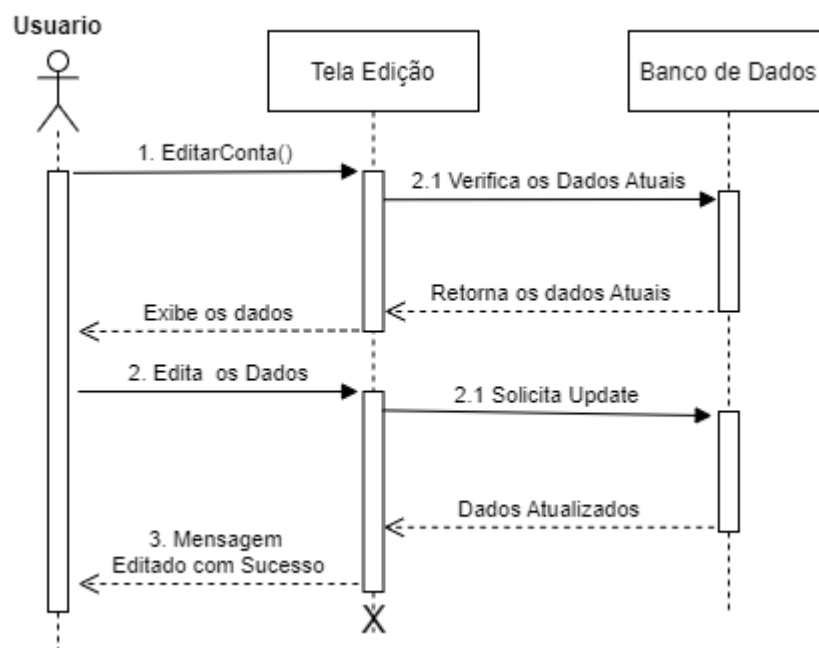 Usuario
Tela Edição
Banco de Dados
1. EditarConta()
2.1 Verifica os Dados Atuais
Retorna os dados Atuais
Exibe os dados
2. Edita os Dados
2.1 Solicita Update
Dados Atualizados
3. Mensagem
Editado com Sucesso
X